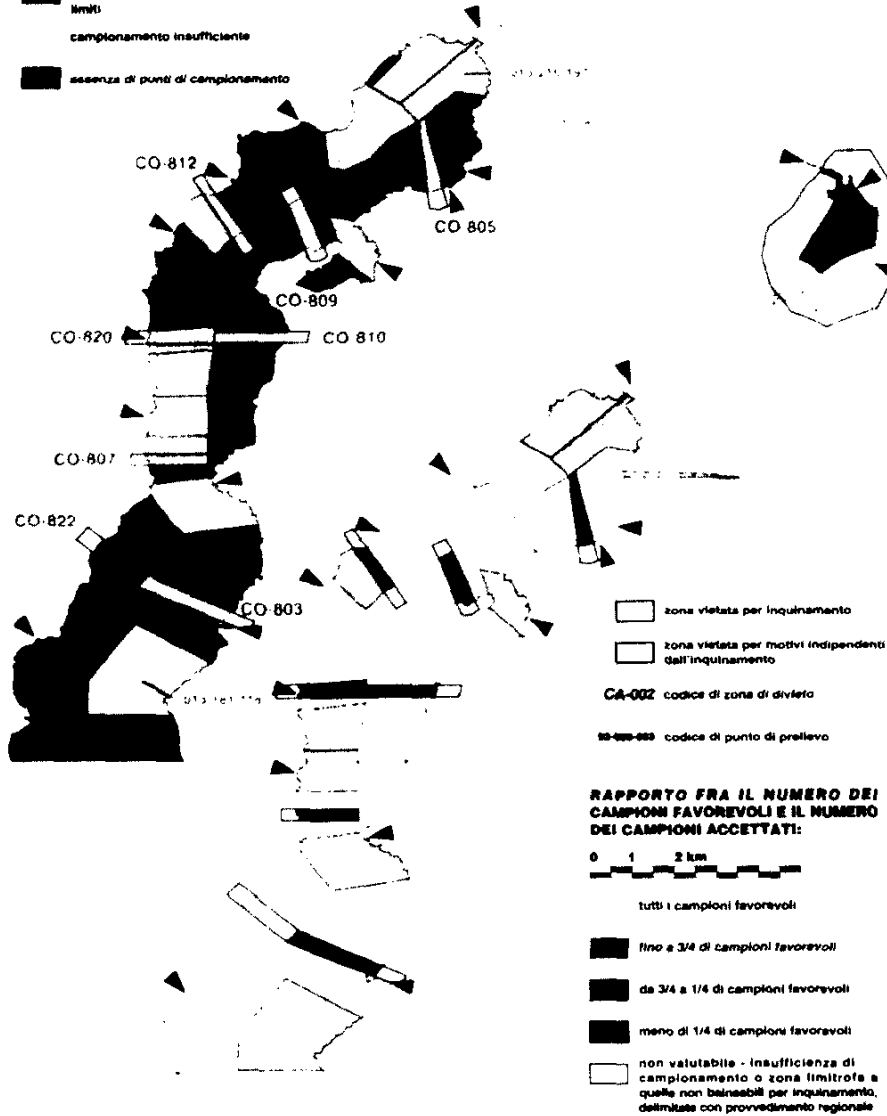 limiti
campionamento insufficiente
assenza di punti di campionamento
CO-812
CO 805
CO-809
CO-820
CO 810
CO-807
CO-822
CO-803
zona vietata per inquinamento
zona vietata per motivi indipendenti
dall'inquinamento
CA-002 codice di zona di divieto
codice di punto di prelievo
RAPPORTO FRA IL NUMERO DEI
CAMPIONI FAVOREVOLI E IL NUMERO
DEI CAMPIONI ACCETTATI:
0 1 2 km
tutti i campioni favorevoli
fino a 3/4 di campioni favorevoli
da 3/4 a 1/4 di campioni favorevoli
meno di 1/4 di campioni favorevoli
non valutabile - insufficienza di
campionamento o zona limitrofa a
quelle non balneabili per inquinamento,
delimitate con provvedimento regionale